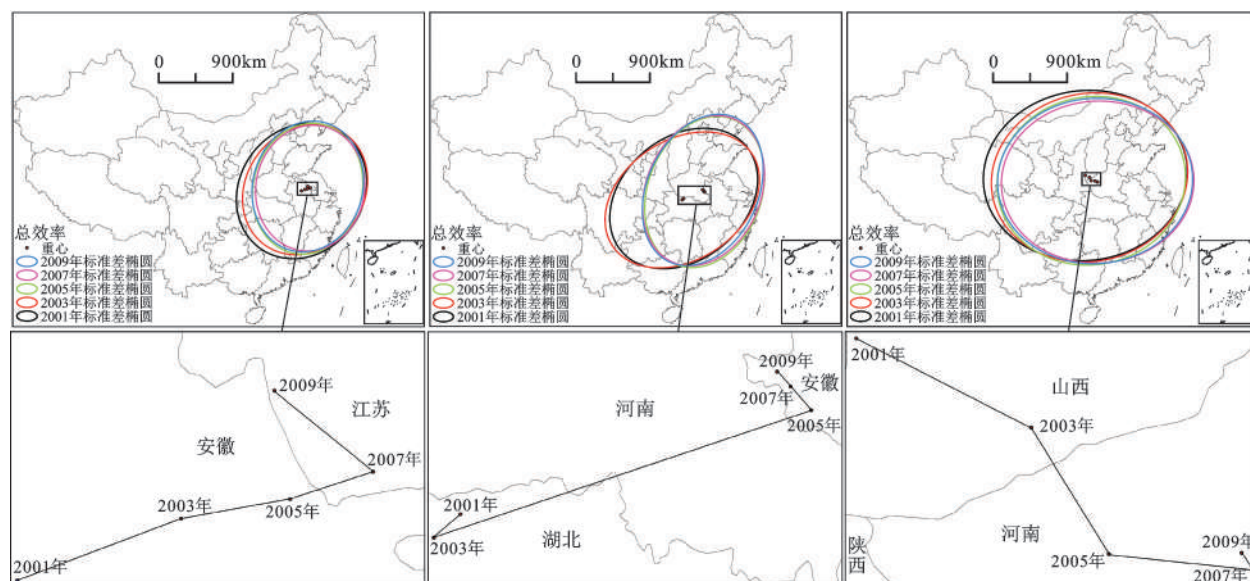 0 900km
总效率
重心
2009年标准差椭圆
2007年标准差椭圆
2005年标准差椭圆
2003年标准差椭圆
2001年标准差椭圆
0 900km
总效率
重心
2009年标准差椭圆
2007年标准差椭圆
2005年标准差椭圆
2003年标准差椭圆
2001年标准差椭圆
0 900km
总效率
重心
2009年标准差椭圆
2007年标准差椭圆
2005年标准差椭圆
2003年标准差椭圆
2001年标准差椭圆
2009年
江苏
安徽
2007年
2003年
2005年
2001年
2009年
安徽
河南
2007年
2005年
2001年
湖北
2003年
2001年
山西
2003年
河南
陕西
2005年
2009年
2007年